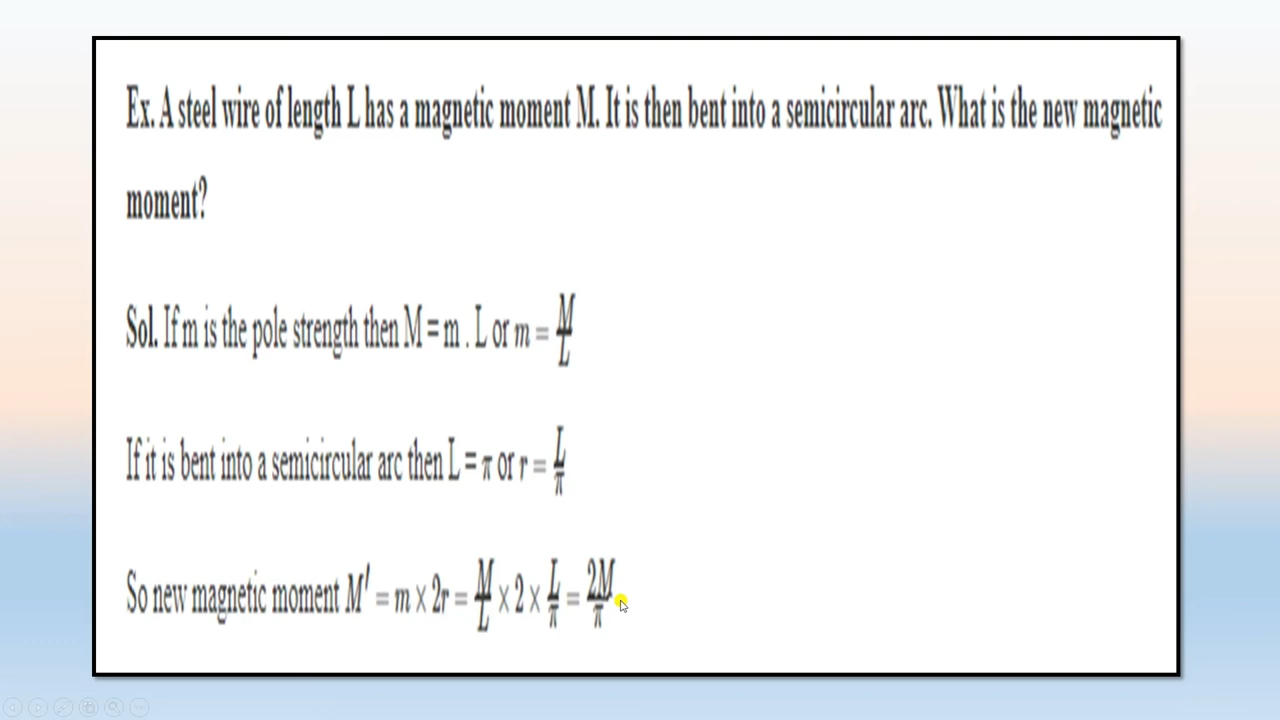 Ex. A steel wire of length L has a magnetic moment M. It is then bent into a semicircular arc. What is the new magnetic
moment?
Sol. If m is the pole strength then M = m . L or m = M/L
If it is bent into a semicircular arc then L = π or r = L/π
So new magnetic moment M′ = m × 2r = M/L × 2 × L/π = 2M/π